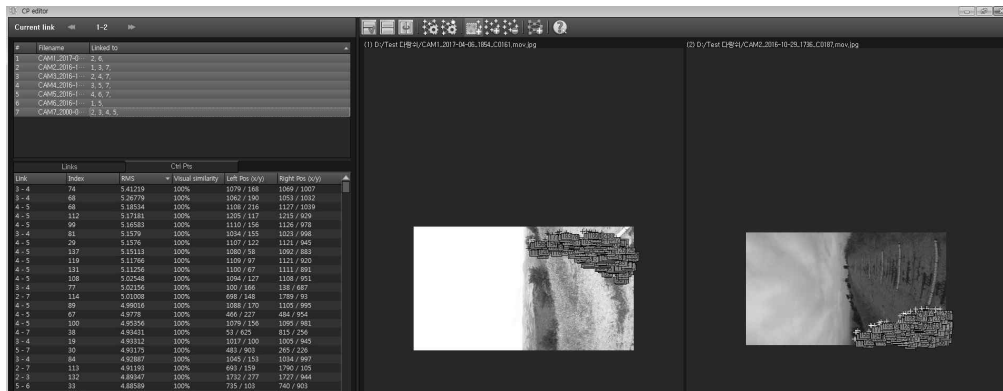 CP editor
Current link 1-2
# Filename Linked to
1 CAM1_2017-0··· 2, 6,
2 CAM2_2016-1··· 1, 3, 7,
3 CAM3_2016-1··· 2, 4, 7,
4 CAM4_2016-1··· 3, 5, 7,
5 CAM5_2016-1··· 4, 6, 7,
6 CAM6_2016-1··· 1, 5,
7 CAM7_2000-0··· 2, 3, 4, 5,
Links Ctrl Pts
Link Index RMS Visual similarity Left Pos (x/y) Right Pos (x/y)
3 - 4 74 5.41219 100% 1079 / 168 1069 / 1007
3 - 4 68 5.26779 100% 1062 / 190 1053 / 1032
4 - 5 68 5.18534 100% 1108 / 216 1127 / 1039
4 - 5 112 5.17181 100% 1205 / 117 1215 / 929
4 - 5 99 5.16583 100% 1110 / 156 1126 / 978
3 - 4 81 5.1579 100% 1034 / 155 1023 / 998
4 - 5 29 5.1576 100% 1107 / 122 1121 / 945
4 - 5 137 5.15113 100% 1080 / 58 1092 / 883
4 - 5 119 5.11766 100% 1109 / 97 1121 / 920
4 - 5 131 5.11256 100% 1100 / 67 1111 / 891
4 - 5 108 5.02548 100% 1094 / 127 1108 / 951
3 - 4 77 5.02156 100% 100 / 166 138 / 687
2 - 7 114 5.01008 100% 698 / 148 1789 / 93
4 - 5 89 4.99016 100% 1088 / 170 1105 / 995
4 - 5 67 4.9778 100% 466 / 227 484 / 954
4 - 5 100 4.95356 100% 1079 / 156 1095 / 981
4 - 7 38 4.93431 100% 53 / 625 815 / 256
3 - 4 19 4.93312 100% 1017 / 100 1005 / 945
5 - 7 30 4.93175 100% 483 / 903 265 / 226
3 - 4 84 4.92887 100% 1045 / 153 1034 / 997
2 - 7 113 4.91193 100% 693 / 159 1790 / 105
2 - 3 132 4.89347 100% 1732 / 277 1727 / 944
5 - 6 33 4.88589 100% 735 / 103 740 / 903
(1) D:/Test 다랑쉬/CAM1_2017-04-06_1854_C0161.mov.jpg
(2) D:/Test 다랑쉬/CAM2_2016-10-29_1736_C0187.mov.jpg